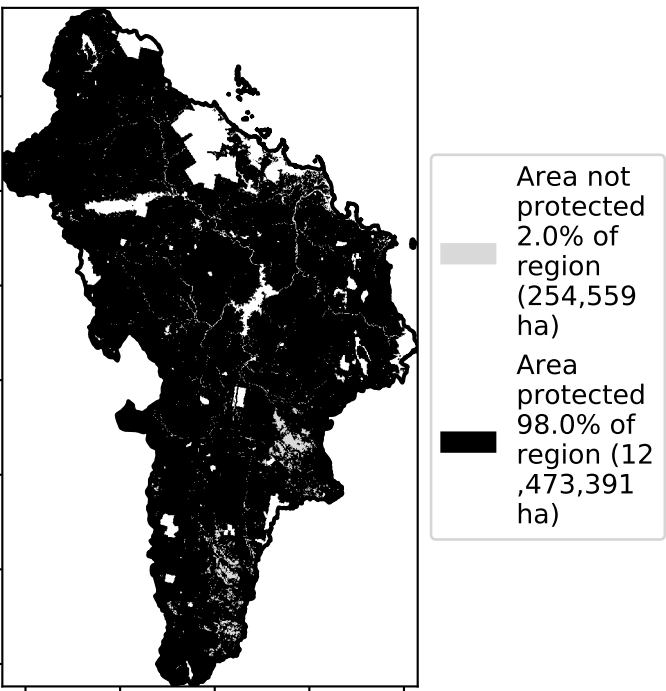 Area not
protected
2.0% of
region
(254,559
ha)
Area
protected
98.0% of
region (12
,473,391
ha)